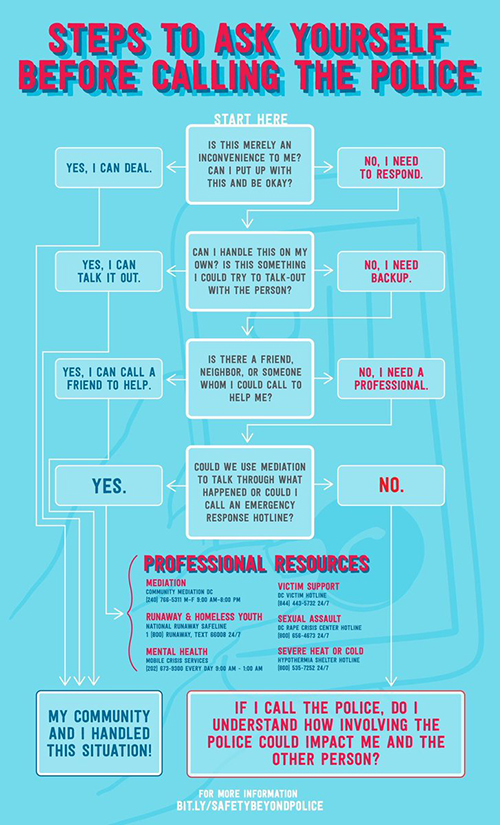 STEPS TO ASK YOURSELF
BEFORE CALLING THE POLICE
START HERE
IS THIS MERELY AN
INCONVENIENCE TO ME?
CAN I PUT UP WITH
THIS AND BE OKAY?
YES, I CAN DEAL.
NO, I NEED
TO RESPOND.
CAN I HANDLE THIS ON MY
OWN? IS THIS SOMETHING
I COULD TRY TO TALK-OUT
WITH THE PERSON?
YES, I CAN
TALK IT OUT.
NO, I NEED
BACKUP.
IS THERE A FRIEND,
NEIGHBOR, OR SOMEONE
WHOM I COULD CALL TO
HELP ME?
YES, I CAN CALL A
FRIEND TO HELP.
NO, I NEED A
PROFESSIONAL.
COULD WE USE MEDIATION
TO TALK THROUGH WHAT
HAPPENED OR COULD I
CALL AN EMERGENCY
RESPONSE HOTLINE?
YES.
NO.
PROFESSIONAL RESOURCES
MEDIATION
COMMUNITY MEDIATION DC
(240) 766-5311 M-F 9:00 AM-8:00 PM
RUNAWAY & HOMELESS YOUTH
NATIONAL RUNAWAY SAFELINE
1 (800) RUNAWAY, TEXT 66008 24/7
MENTAL HEALTH
MOBILE CRISIS SERVICES
(202) 673-9300 EVERY DAY 9:00 AM - 1:00 AM
VICTIM SUPPORT
DC VICTIM HOTLINE
(844) 443-5732 24/7
SEXUAL ASSAULT
DC RAPE CRISIS CENTER HOTLINE
(800) 656-4673 24/7
SEVERE HEAT OR COLD
HYPOTHERMIA SHELTER HOTLINE
(800) 535-7252 24/7
MY COMMUNITY
AND I HANDLED
THIS SITUATION!
IF I CALL THE POLICE, DO I
UNDERSTAND HOW INVOLVING THE
POLICE COULD IMPACT ME AND THE
OTHER PERSON?
FOR MORE INFORMATION
BIT.LY/SAFETYBEYONDPOLICE